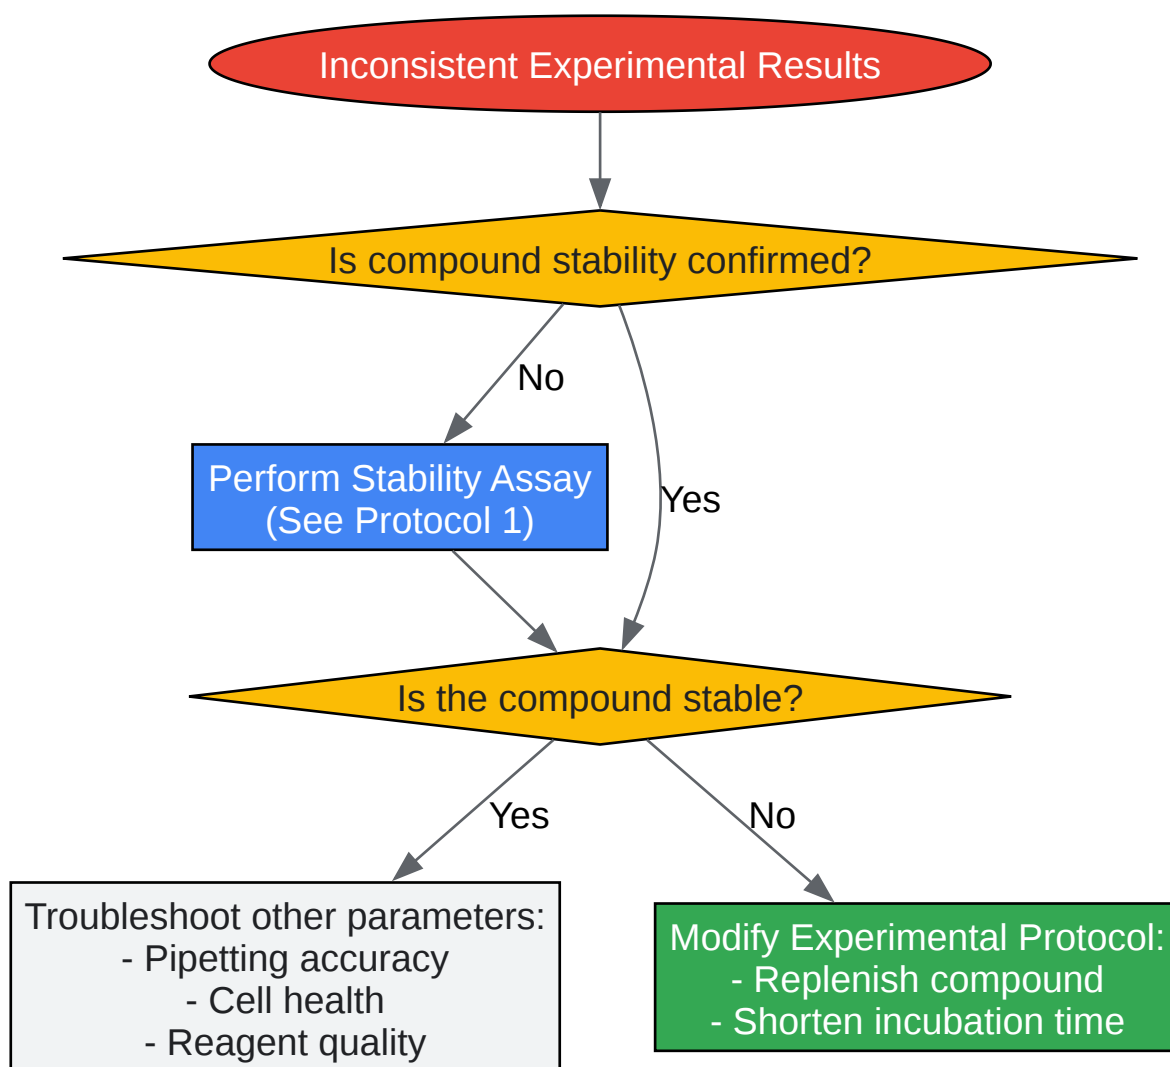 Inconsistent Experimental Results
Is compound stability confirmed?
No
Perform Stability Assay
(See Protocol 1)
Yes
Is the compound stable?
Yes
No
Troubleshoot other parameters:
- Pipetting accuracy
- Cell health
- Reagent quality
Modify Experimental Protocol:
- Replenish compound
- Shorten incubation time